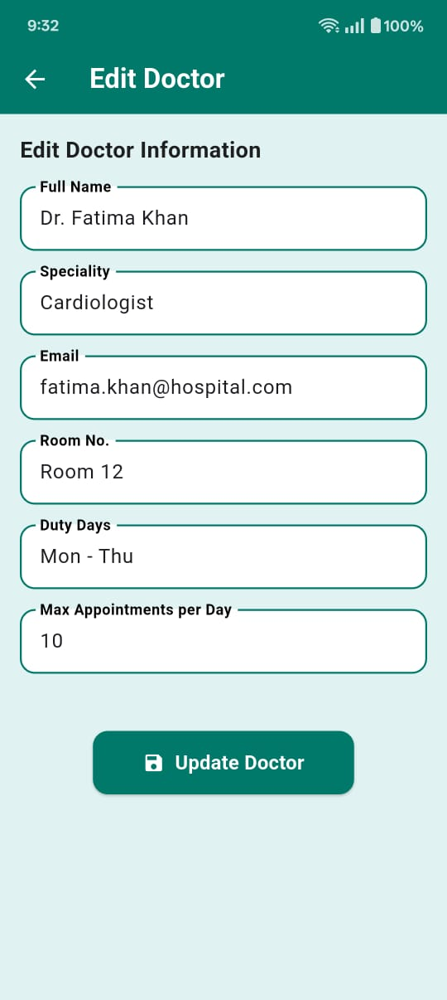 9:32 100%
Edit Doctor
Edit Doctor Information
Full Name
Dr. Fatima Khan
Speciality
Cardiologist
Email
fatima.khan@hospital.com
Room No.
Room 12
Duty Days
Mon - Thu
Max Appointments per Day
10
Update Doctor